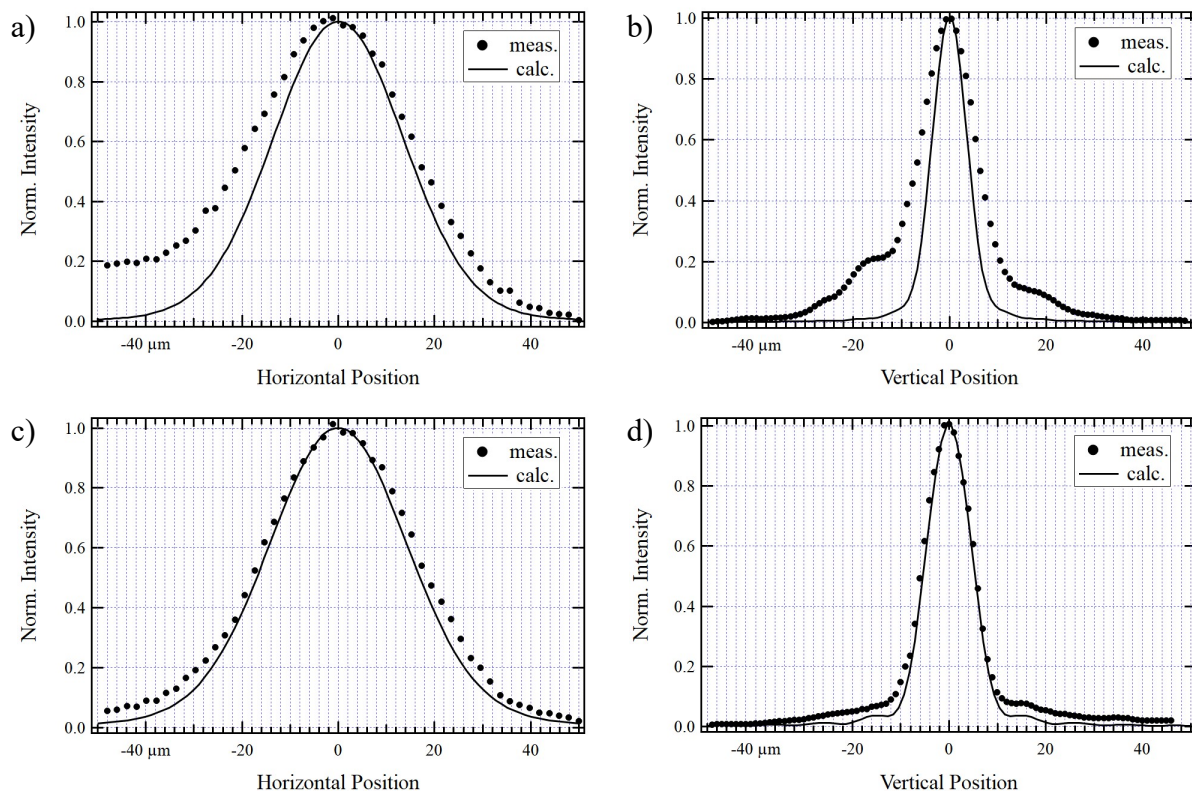 a)
1.0
0.8
0.6
0.4
0.2
0.0
Norm. Intensity
meas.
calc.
-40 µm
-20
0
20
40
Horizontal Position
b)
1.0
0.8
0.6
0.4
0.2
0.0
Norm. Intensity
meas.
calc.
-40 µm
-20
0
20
40
Vertical Position
c)
1.0
0.8
0.6
0.4
0.2
0.0
Norm. Intensity
meas.
calc.
-40 µm
-20
0
20
40
Horizontal Position
d)
1.0
0.8
0.6
0.4
0.2
0.0
Norm. Intensity
meas.
calc.
-40 µm
-20
0
20
40
Vertical Position